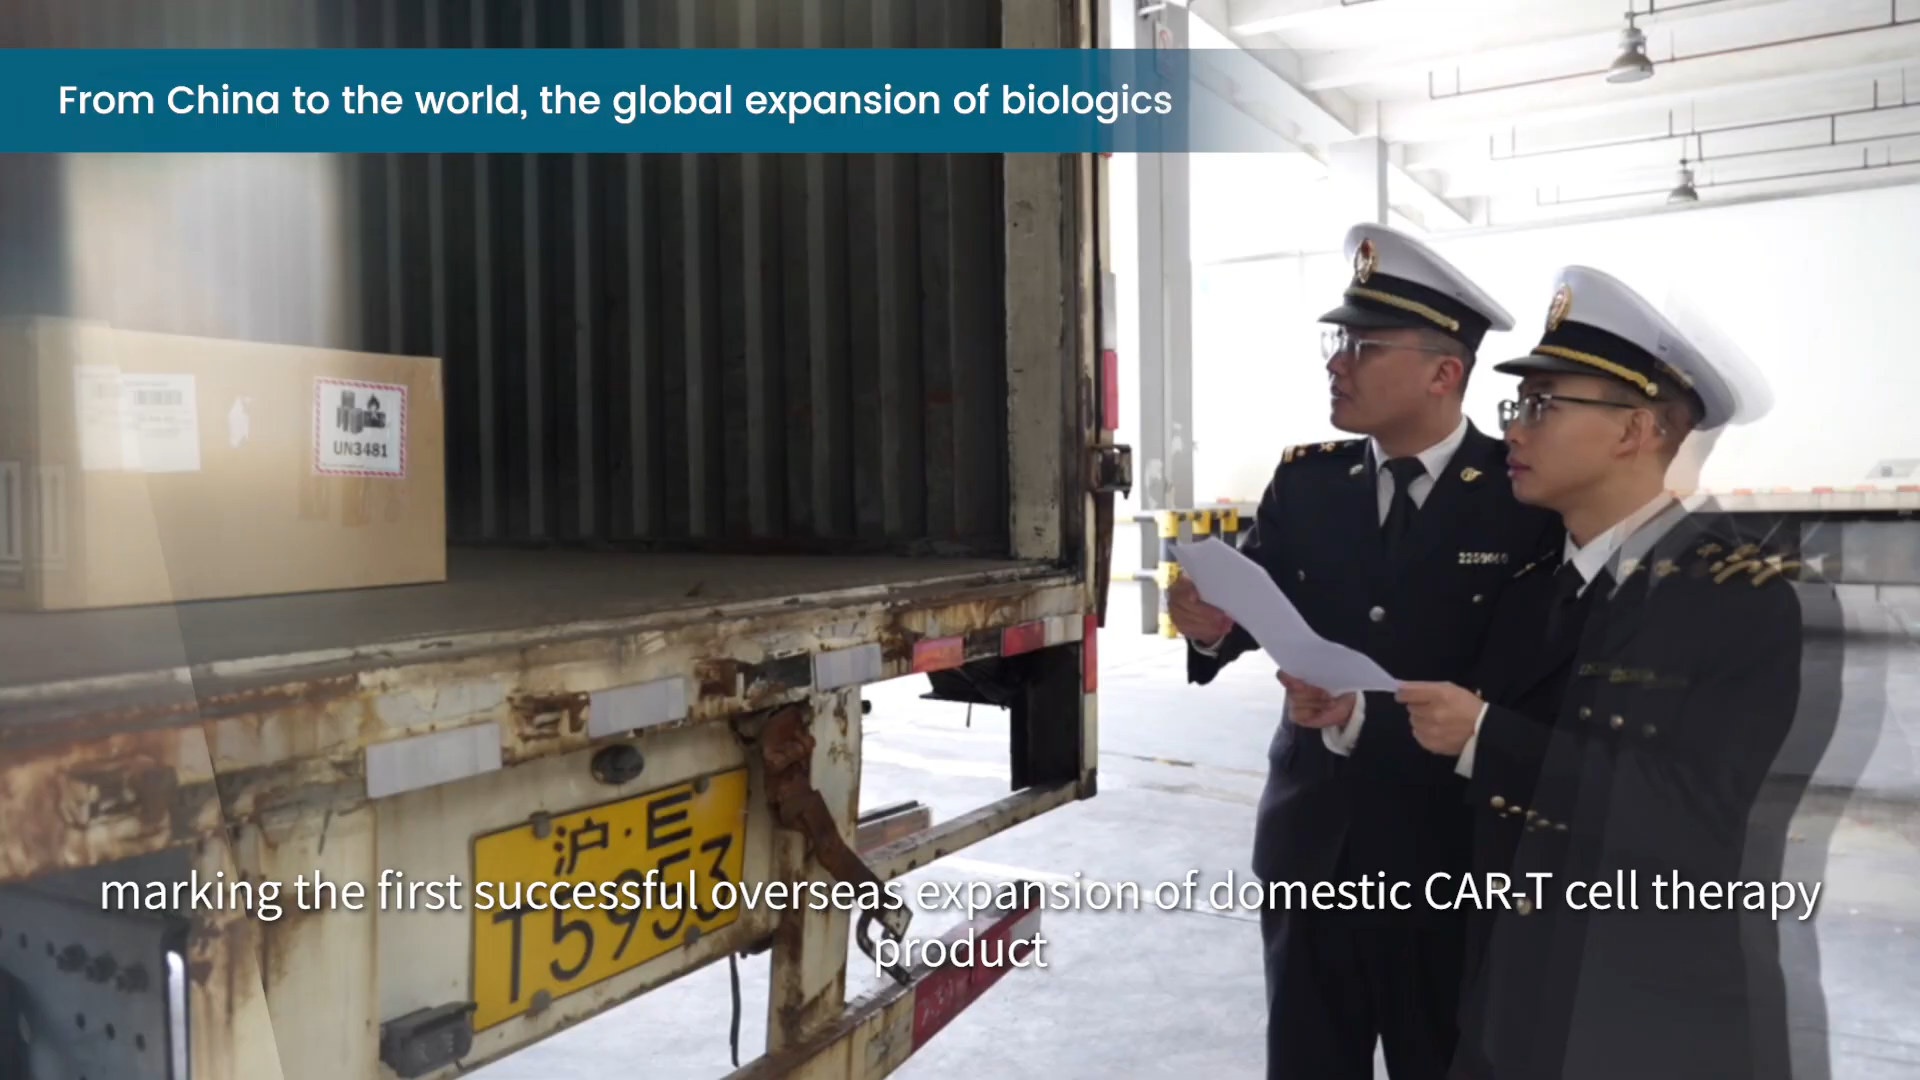 From China to the world, the global expansion of biologics
UN3481
沪·E
T5953
marking the first successful overseas expansion of domestic CAR-T cell therapy
product